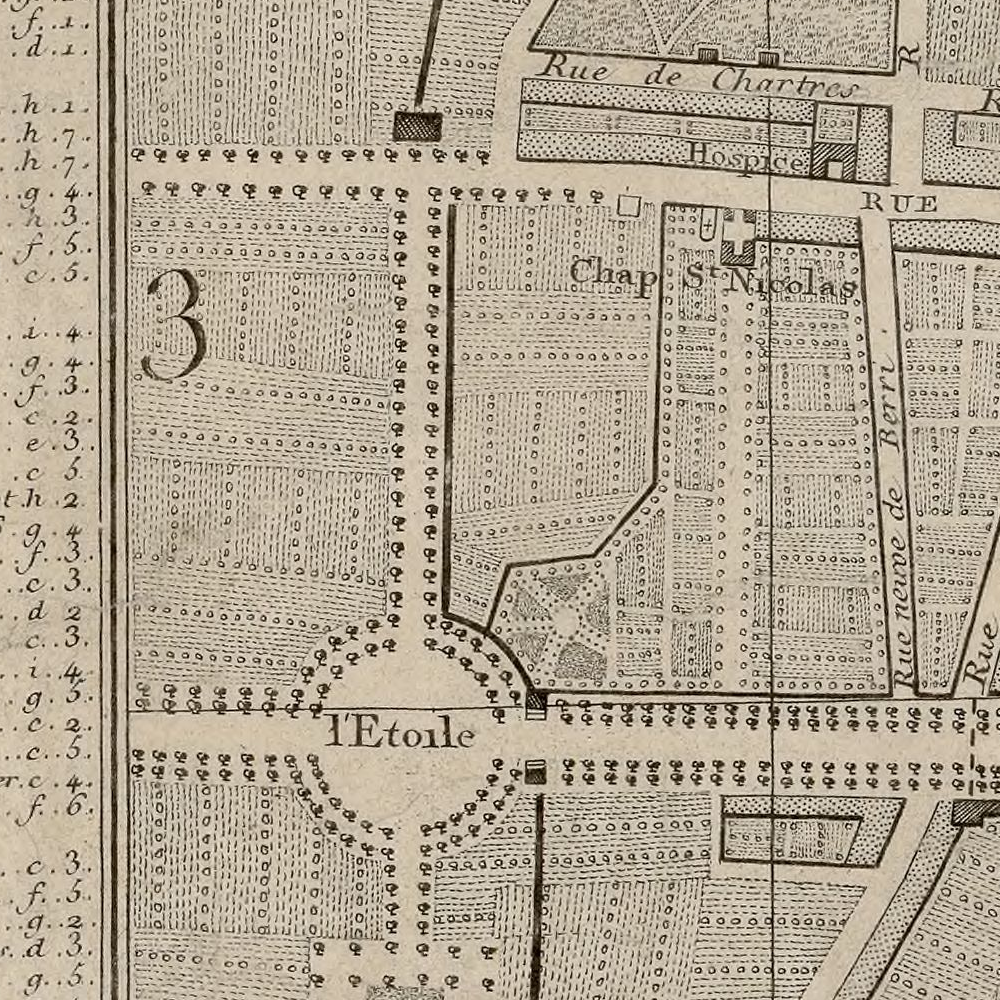 f. 1.
d. 1.
h. 1.
h. 7.
h. 7.
g. 4.
h. 3.
f. 5.
c. 5.
i. 4.
g. 4.
f. 3.
c. 2.
e. 3.
c 5
t.h. 2
g. 4
f. 3.
c. 3.
d 2
c. 3.
i. 4.
g. 5.
c. 2.
c. 5.
er.c. 4.
f. 6.
c. 3.
f. 5.
g. 2.
s. d 3.
g. 5.
Rue de Chartres
R
R
Hospice
RUE
3
Chap St Nicolas
Rue neuve de Berri
Rue
l'Etoile